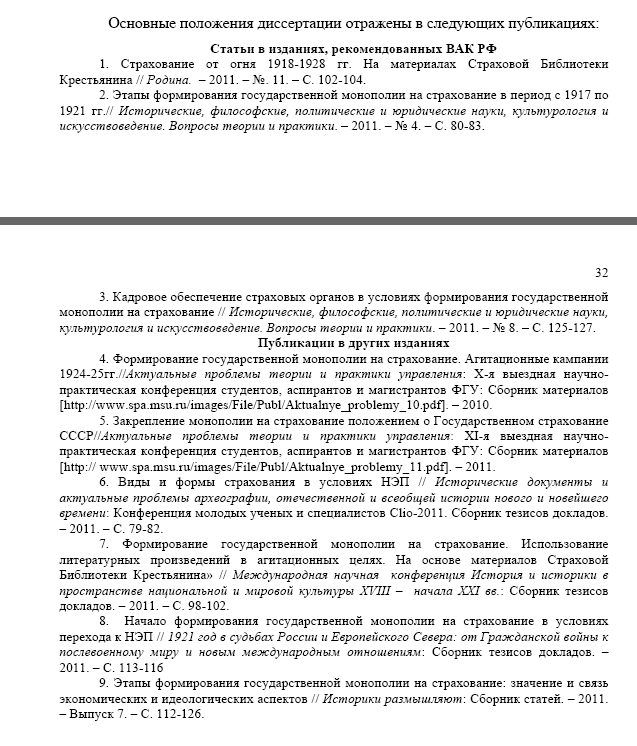 Основные положения диссертации отражены в следующих публикациях:
Статьи в изданиях, рекомендованных ВАК РФ
1. Страхование от огня 1918-1928 гг. На материалах Страховой Библиотеки
Крестьянина // Родина. – 2011. – №. 11. – С. 102-104.
2. Этапы формирования государственной монополии на страхование в период с 1917 по
1921 гг.// Исторические, философские, политические и юридические науки, культурология и
искусствоведение. Вопросы теории и практики. – 2011. – № 4. – С. 80-83.
32
3. Кадровое обеспечение страховых органов в условиях формирования государственной
монополии на страхование // Исторические, философские, политические и юридические науки,
культурология и искусствоведение. Вопросы теории и практики. – 2011. – № 8. – С. 125-127.
Публикации в других изданиях
4. Формирование государственной монополии на страхование. Агитационные кампании
1924-25гг.//Актуальные проблемы теории и практики управления: X-я выездная научно-
практическая конференция студентов, аспирантов и магистрантов ФГУ: Сборник материалов
[http://www.spa.msu.ru/images/File/Publ/Aktualnye_problemy_10.pdf]. – 2010.
5. Закрепление монополии на страхование положением о Государственном страховании
СССР//Актуальные проблемы теории и практики управления: XI-я выездная научно-
практическая конференция студентов, аспирантов и магистрантов ФГУ: Сборник материалов
[http:// www.spa.msu.ru/images/File/Publ/Aktualnye_problemy_11.pdf]. – 2011.
6. Виды и формы страхования в условиях НЭП // Исторические документы и
актуальные проблемы археографии, отечественной и всеобщей истории нового и новейшего
времени: Конференция молодых ученых и специалистов Clio-2011. Сборник тезисов докладов.
– 2011. – С. 79-82.
7. Формирование государственной монополии на страхование. Использование
литературных произведений в агитационных целях. На основе материалов Страховой
Библиотеки Крестьянина» // Международная научная конференция История и историки в
пространстве национальной и мировой культуры XVIII – начала XXI вв.: Сборник тезисов
докладов. – 2011. – С. 98-102.
8. Начало формирования государственной монополии на страхование в условиях
перехода к НЭП // 1921 год в судьбах России и Европейского Севера: от Гражданской войны к
послевоенному миру и новым международным отношениям: Сборник тезисов докладов. –
2011. – С. 113-116
9. Этапы формирования государственной монополии на страхование: значение и связь
экономических и идеологических аспектов // Историки размышляют: Сборник статей. – 2011.
– Выпуск 7. – С. 112-126.